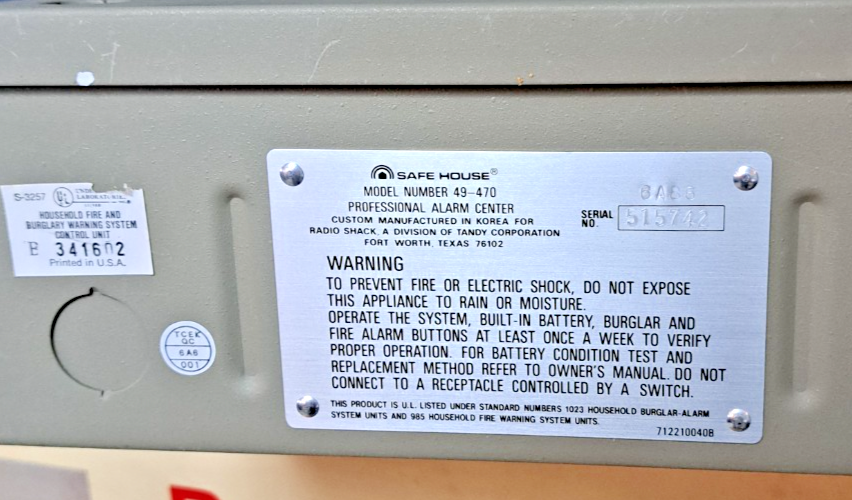 S-3257 UL
LABORATORIES
HOUSEHOLD FIRE AND
BURGLARY WARNING SYSTEM
CONTROL UNIT
E 341602
Printed in U.S.A.
TCEK
QC
6A6
001
SAFE HOUSE®
MODEL NUMBER 49-470
PROFESSIONAL ALARM CENTER
CUSTOM MANUFACTURED IN KOREA FOR
RADIO SHACK, A DIVISION OF TANDY CORPORATION
FORT WORTH, TEXAS 76102
SERIAL
NO. 515742
WARNING
TO PREVENT FIRE OR ELECTRIC SHOCK, DO NOT EXPOSE
THIS APPLIANCE TO RAIN OR MOISTURE.
OPERATE THE SYSTEM, BUILT-IN BATTERY, BURGLAR AND
FIRE ALARM BUTTONS AT LEAST ONCE A WEEK TO VERIFY
PROPER OPERATION. FOR BATTERY CONDITION TEST AND
REPLACEMENT METHOD REFER TO OWNER'S MANUAL. DO NOT
CONNECT TO A RECEPTACLE CONTROLLED BY A SWITCH.
THIS PRODUCT IS U.L. LISTED UNDER STANDARD NUMBERS 1023 HOUSEHOLD BURGLAR-ALARM
SYSTEM UNITS AND 985 HOUSEHOLD FIRE WARNING SYSTEM UNITS.
712210040B